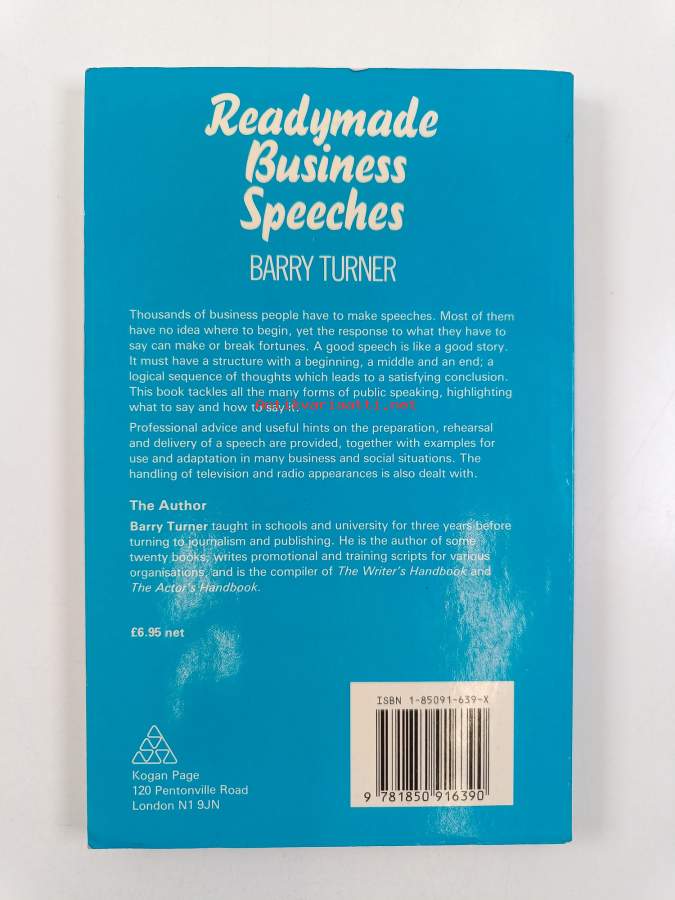 Readymade
Business
Speeches
BARRY TURNER
Thousands of business people have to make speeches. Most of them
have no idea where to begin, yet the response to what they have to
say can make or break fortunes. A good speech is like a good story.
It must have a structure with a beginning, a middle and an end; a
logical sequence of thoughts which leads to a satisfying conclusion.
This book tackles all the many forms of public speaking, highlighting
what to say and how to say it.
Antikvariaatti.net
Professional advice and useful hints on the preparation, rehearsal
and delivery of a speech are provided, together with examples for
use and adaptation in many business and social situations. The
handling of television and radio appearances is also dealt with.
The Author
Barry Turner taught in schools and university for three years before
turning to journalism and publishing. He is the author of some
twenty books, writes promotional and training scripts for various
organisations, and is the compiler of The Writer's Handbook and
The Actor's Handbook.
£6.95 net
ISBN 1-85091-639-X
9 781850 916390
Kogan Page
120 Pentonville Road
London N1 9JN